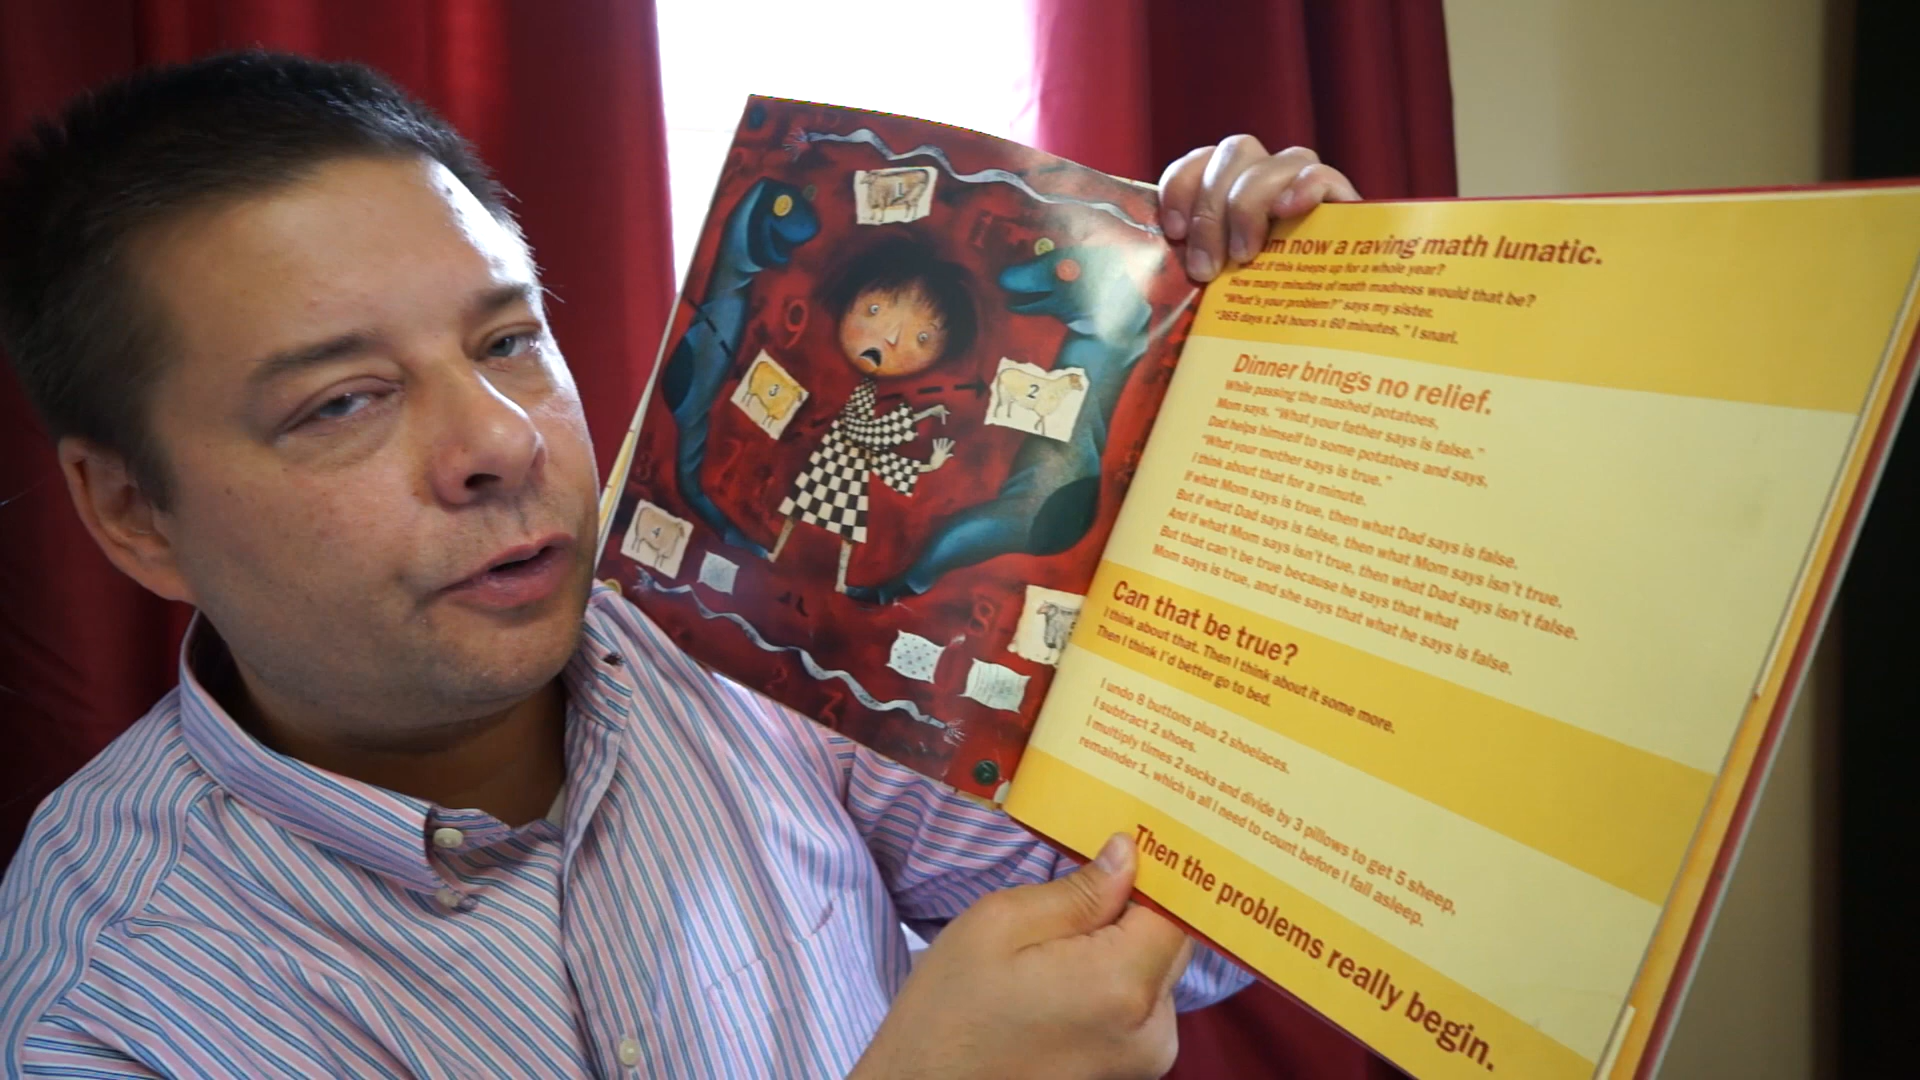 1
9
3
2
4
am now a raving math lunatic.
What if this keeps up for a whole year?
How many minutes of math madness would that be?
"What's your problem?" says my sister.
"365 days x 24 hours x 60 minutes," I snarl.
Dinner brings no relief.
While passing the mashed potatoes,
Mom says, "What your father says is false."
Dad helps himself to some potatoes and says,
"What your mother says is true."
I think about that for a minute.
If what Mom says is true, then what Dad says is false.
But if what Dad says is false, then what Mom says isn't true.
And if what Mom says isn't true, then what Dad says isn't false.
But that can't be true because he says that what
Mom says is true, and she says that what he says is false.
Can that be true?
I think about that. Then I think about it some more.
Then I think I'd better go to bed.
I undo 8 buttons plus 2 shoelaces.
I subtract 2 shoes.
I multiply times 2 socks and divide by 3 pillows to get 5 sheep,
remainder 1, which is all I need to count before I fall asleep.
Then the problems really begin.